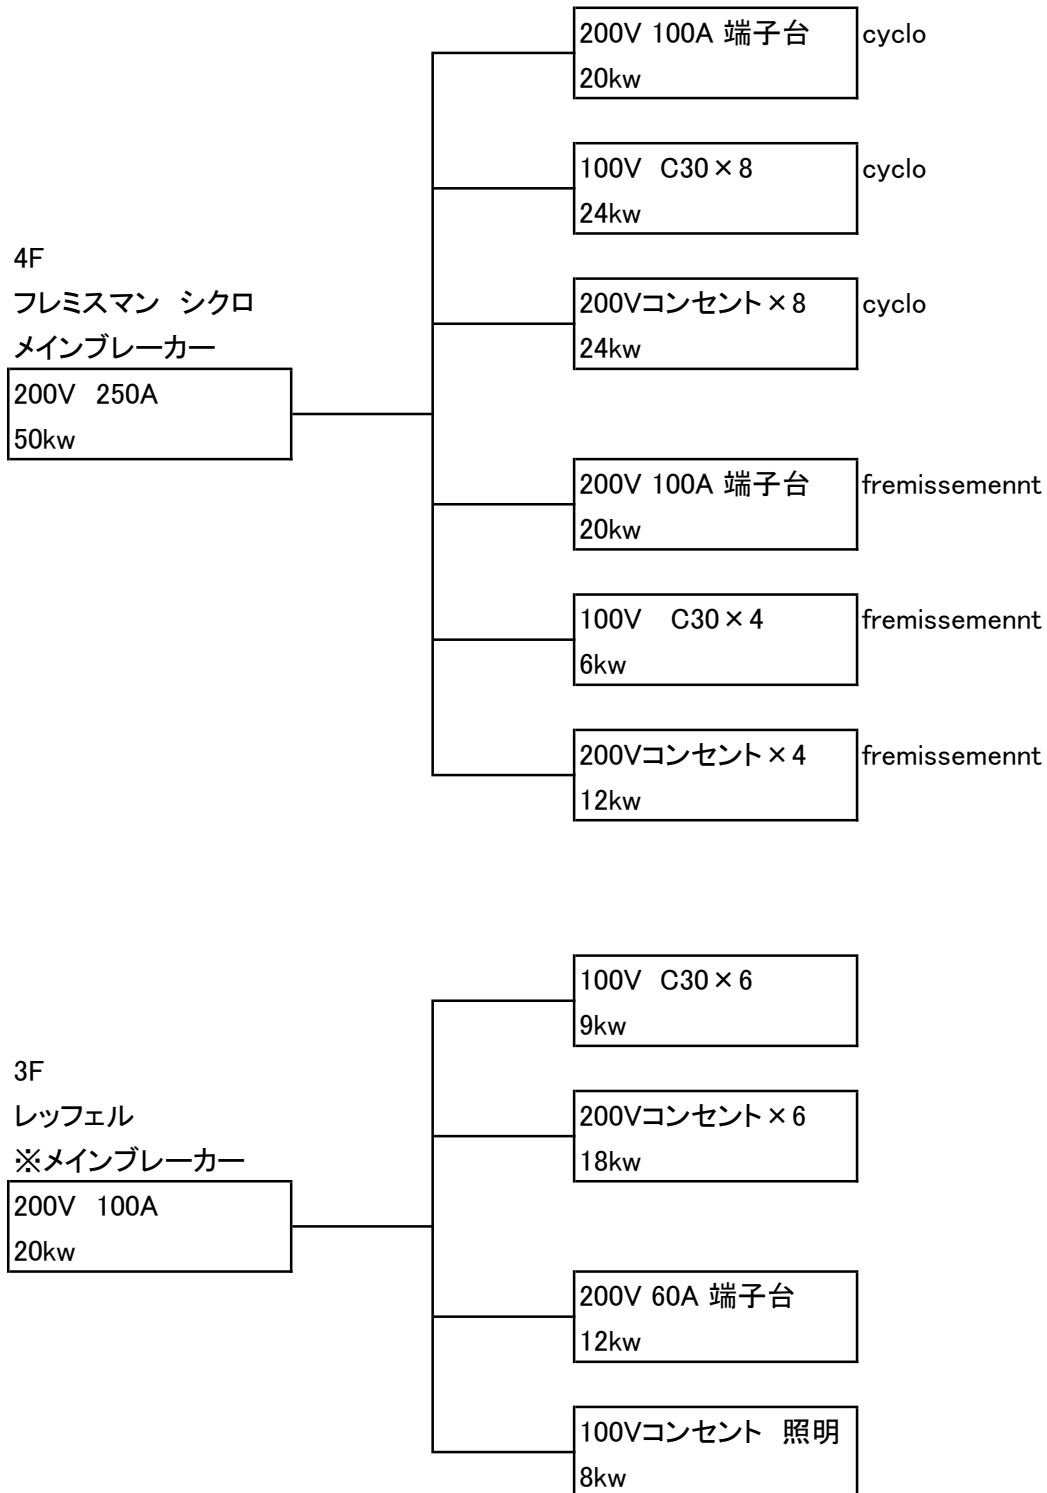 200V 100A 端子台 cyclo
20kw
100V C30×8 cyclo
24kw
4F
フレミスマン シクロ
200Vコンセント×8 cyclo
メインブレーカー
24kw
200V 250A
50kw
200V 100A 端子台 fremissemennt
20kw
100V C30×4 fremissemennt
6kw
200Vコンセント×4 fremissemennt
12kw
100V C30×6
9kw
3F
レッフェル
200Vコンセント×6
※メインブレーカー
18kw
200V 100A
20kw
200V 60A 端子台
12kw
100Vコンセント 照明
8kw